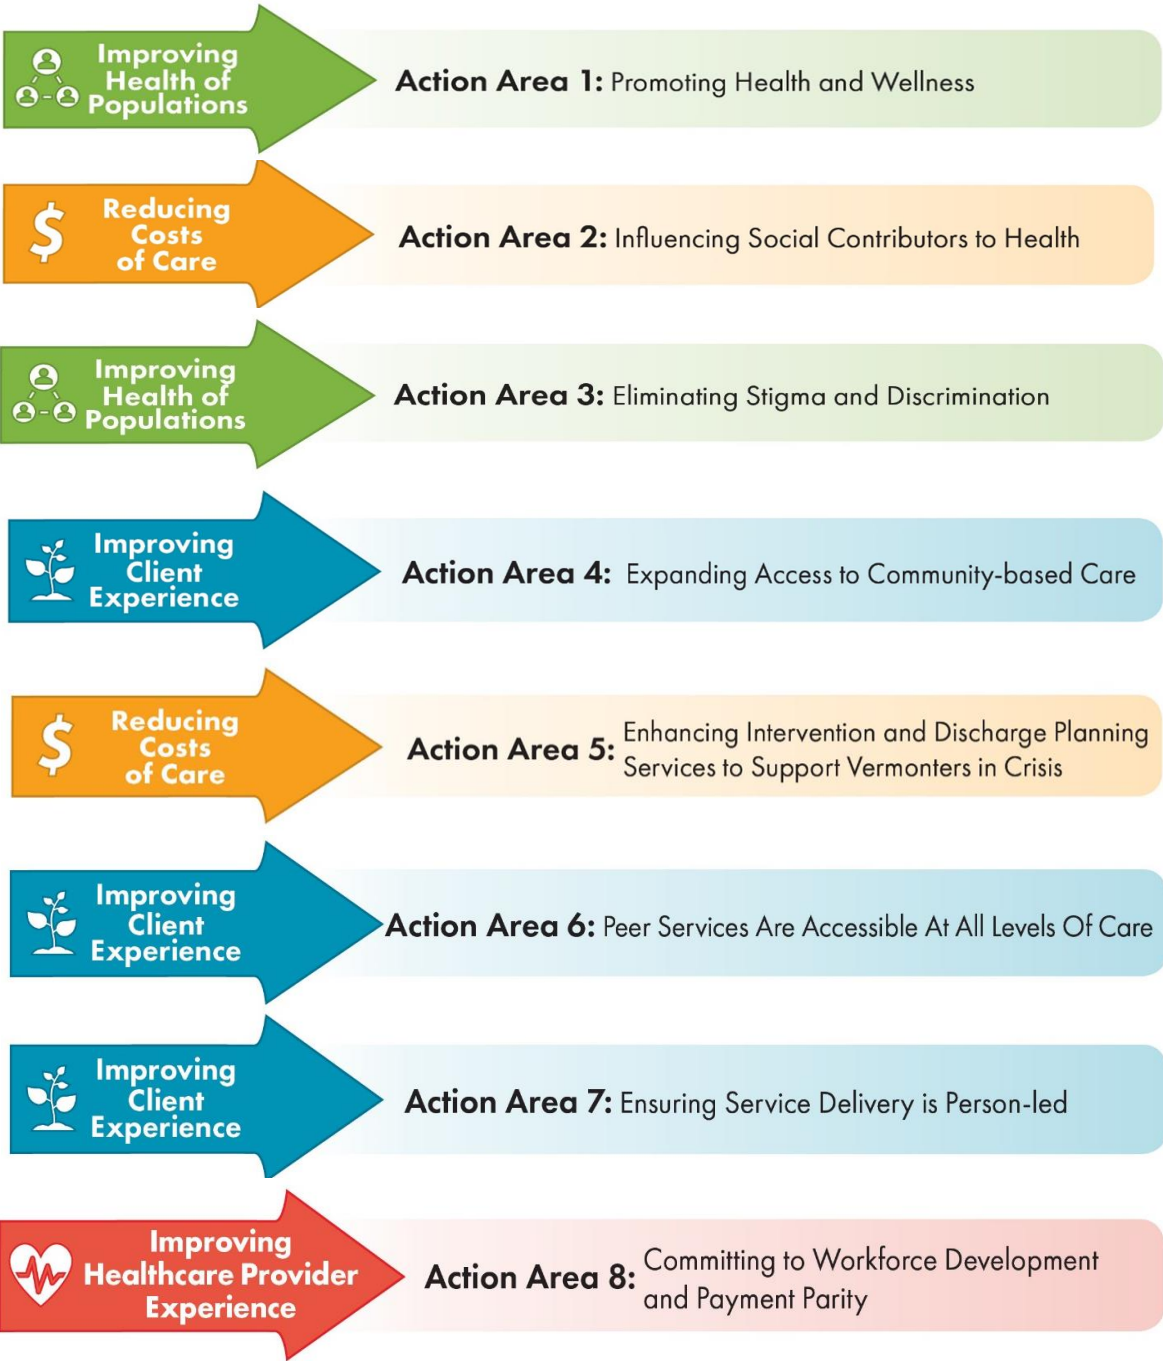 Improving
Health of
Populations
Action Area 1: Promoting Health and Wellness
Reducing
Costs
of Care
Action Area 2: Influencing Social Contributors to Health
Improving
Health of
Populations
Action Area 3: Eliminating Stigma and Discrimination
Improving
Client
Experience
Action Area 4: Expanding Access to Community-based Care
$
Reducing
Costs
of Care
Action Area 5: Enhancing Intervention and Discharge Planning
Services to Support Vermonters in Crisis
Improving
Client
Experience
Action Area 6: Peer Services Are Accessible At All Levels Of Care
Improving
Client
Experience
Action Area 7: Ensuring Service Delivery is Person-led
Improving
Healthcare Provider
Experience
Action Area 8: Committing to Workforce Development
and Payment Parity